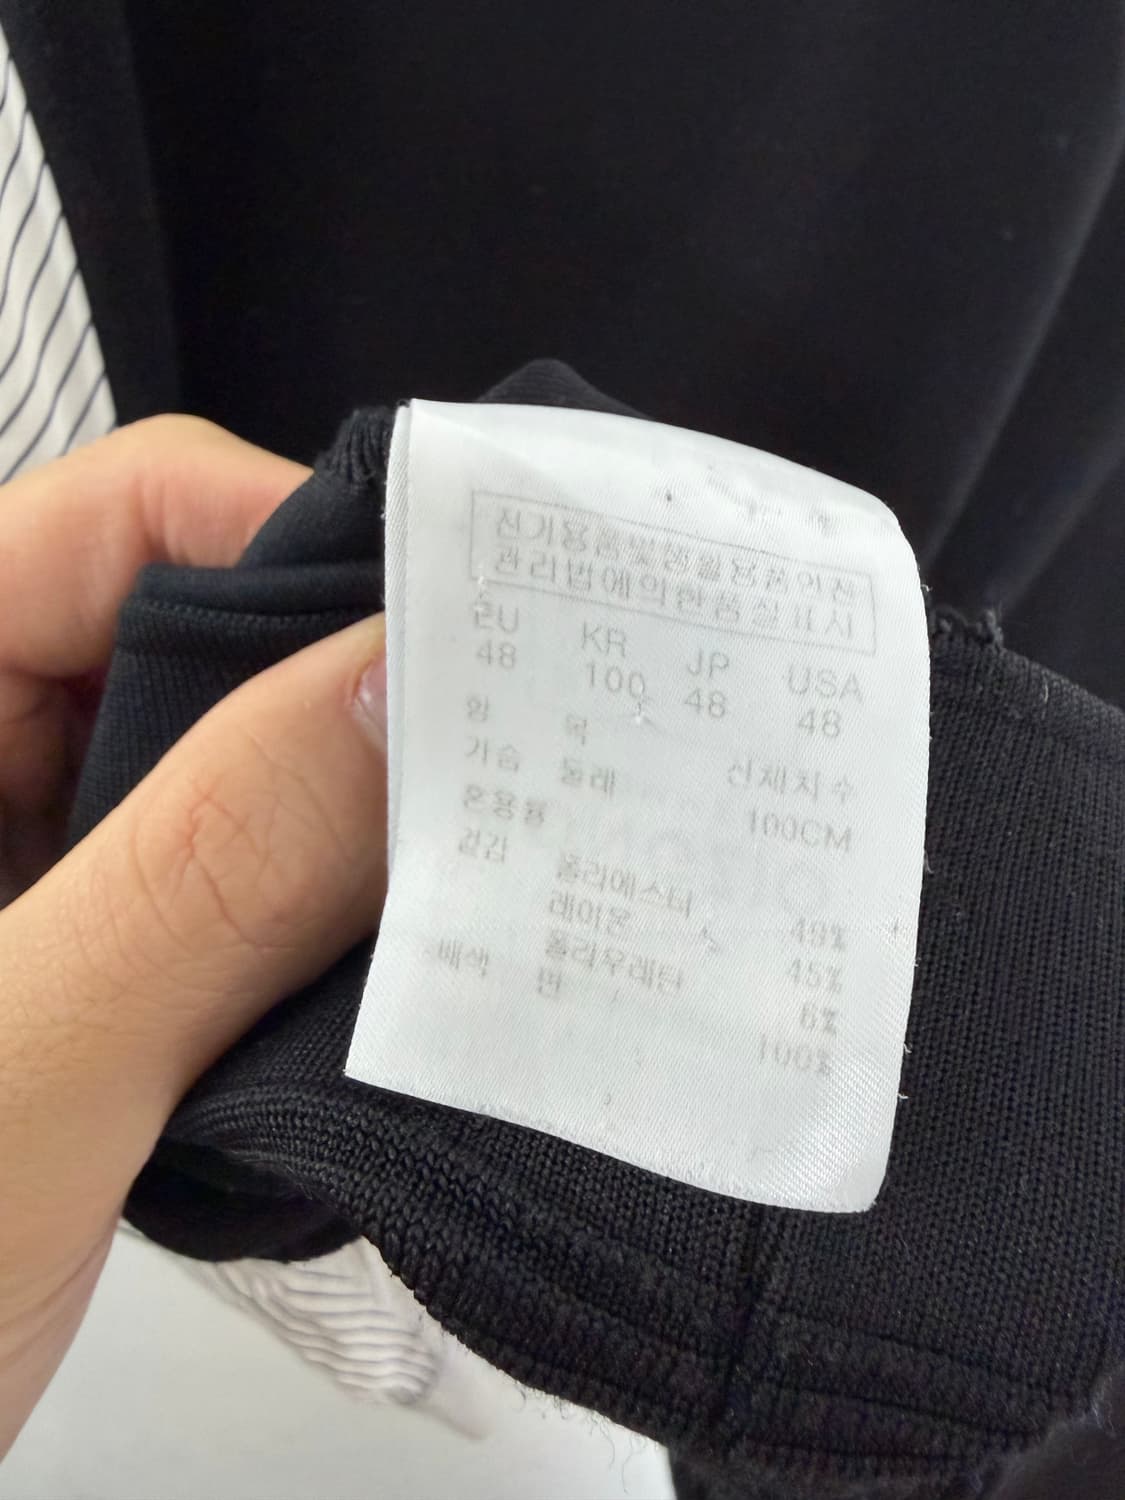 전기용품및생활용품안전
관리법에의한품질표시
EU KR JP USA
48 100 48 48
항 목 신체치수
가슴 둘레 100CM
혼용률
겉감 폴리에스터 49%
레이온 45%
폴리우레탄 6%
배색 면 100%